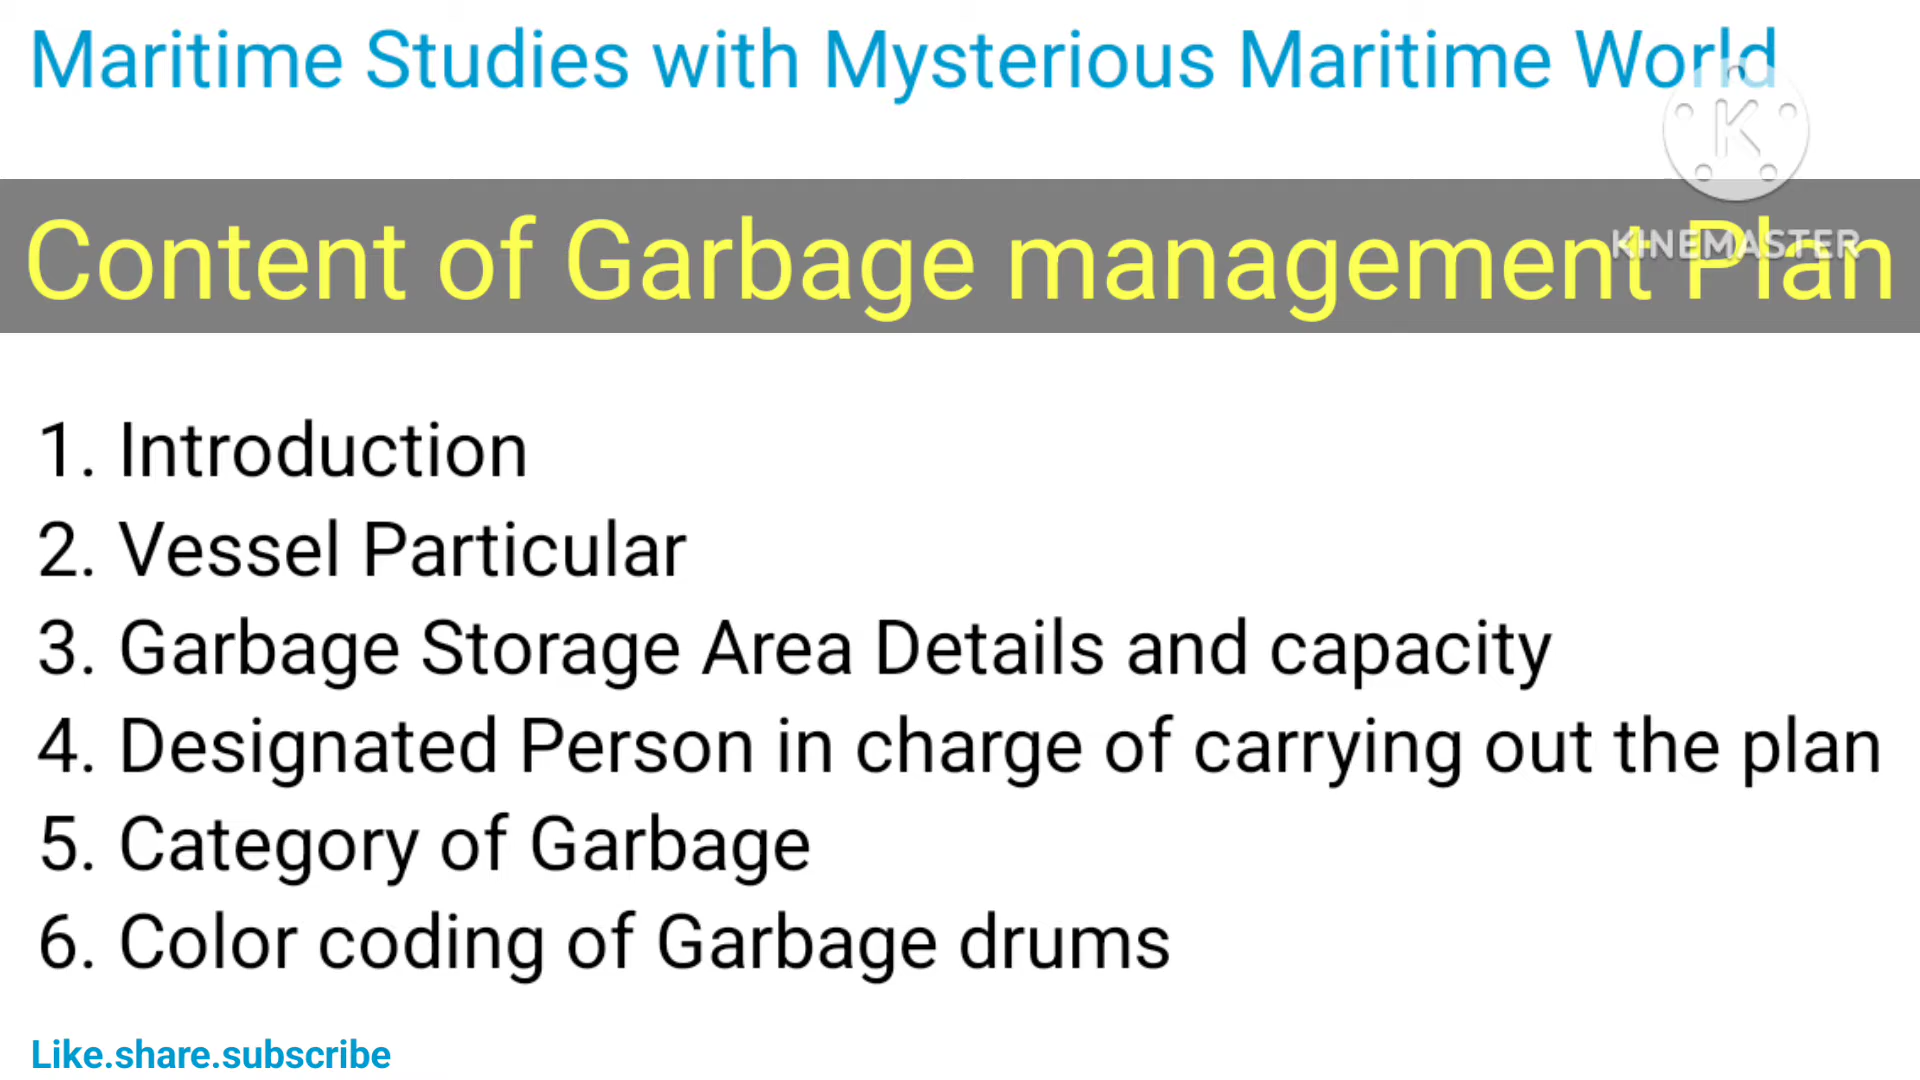 Maritime Studies with Mysterious Maritime World
K
KINEMASTER
Content of Garbage management Plan
1. Introduction
2. Vessel Particular
3. Garbage Storage Area Details and capacity
4. Designated Person in charge of carrying out the plan
5. Category of Garbage
6. Color coding of Garbage drums
Like.share.subscribe